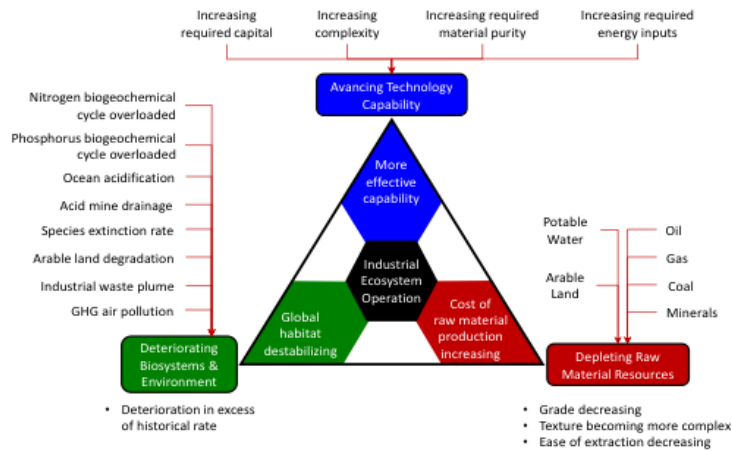 Increasing
required capital
Increasing
complexity
Increasing required
material purity
Increasing required
energy inputs
Avancing Technology
Capability
Nitrogen biogeochemical
cycle overloaded
Phosphorus biogeochemical
cycle overloaded
Ocean acidification
Acid mine drainage
Species extinction rate
Arable land degradation
Industrial waste plume
GHG air pollution
More
effective
capability
Industrial
Ecosystem
Operation
Global
habitat
destabilizing
Cost of
raw material
production
increasing
Potable
Water
Arable
Land
Oil
Gas
Coal
Minerals
Deteriorating
Biosystems &
Environment
Depleting Raw
Material Resources
• Deterioration in excess
of historical rate
• Grade decreasing
• Texture becoming more complex
• Ease of extraction decreasing